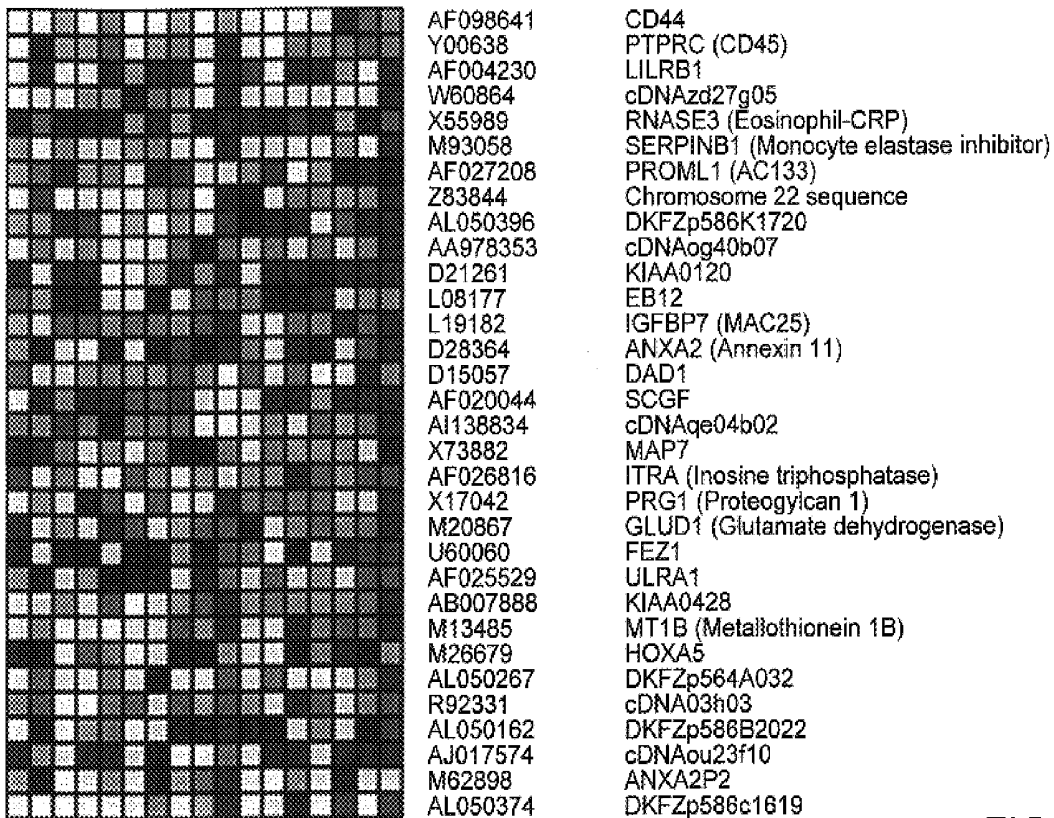 AF098641 CD44
Y00638 PTPRC (CD45)
AF004230 LILRB1
W60864 cDNAzd27g05
X55989 RNASE3 (Eosinophil-CRP)
M93058 SERPINB1 (Monocyte elastase inhibitor)
AF027208 PROML1 (AC133)
Z83844 Chromosome 22 sequence
AL050396 DKFZp586K1720
AA978353 cDNAog40b07
D21261 KIAA0120
L08177 EB12
L19182 IGFBP7 (MAC25)
D28364 ANXA2 (Annexin 11)
D15057 DAD1
AF020044 SCGF
AI138834 cDNAqe04b02
X73882 MAP7
AF026816 ITRA (Inosine triphosphatase)
X17042 PRG1 (Proteogylcan 1)
M20867 GLUD1 (Glutamate dehydrogenase)
U60060 FEZ1
AF025529 ULRA1
AB007888 KIAA0428
M13485 MT1B (Metallothionein 1B)
M26679 HOXA5
AL050267 DKFZp564A032
R92331 cDNA03h03
AL050162 DKFZp586B2022
AJ017574 cDNAou23f10
M62898 ANXA2P2
AL050374 DKFZp586c1619